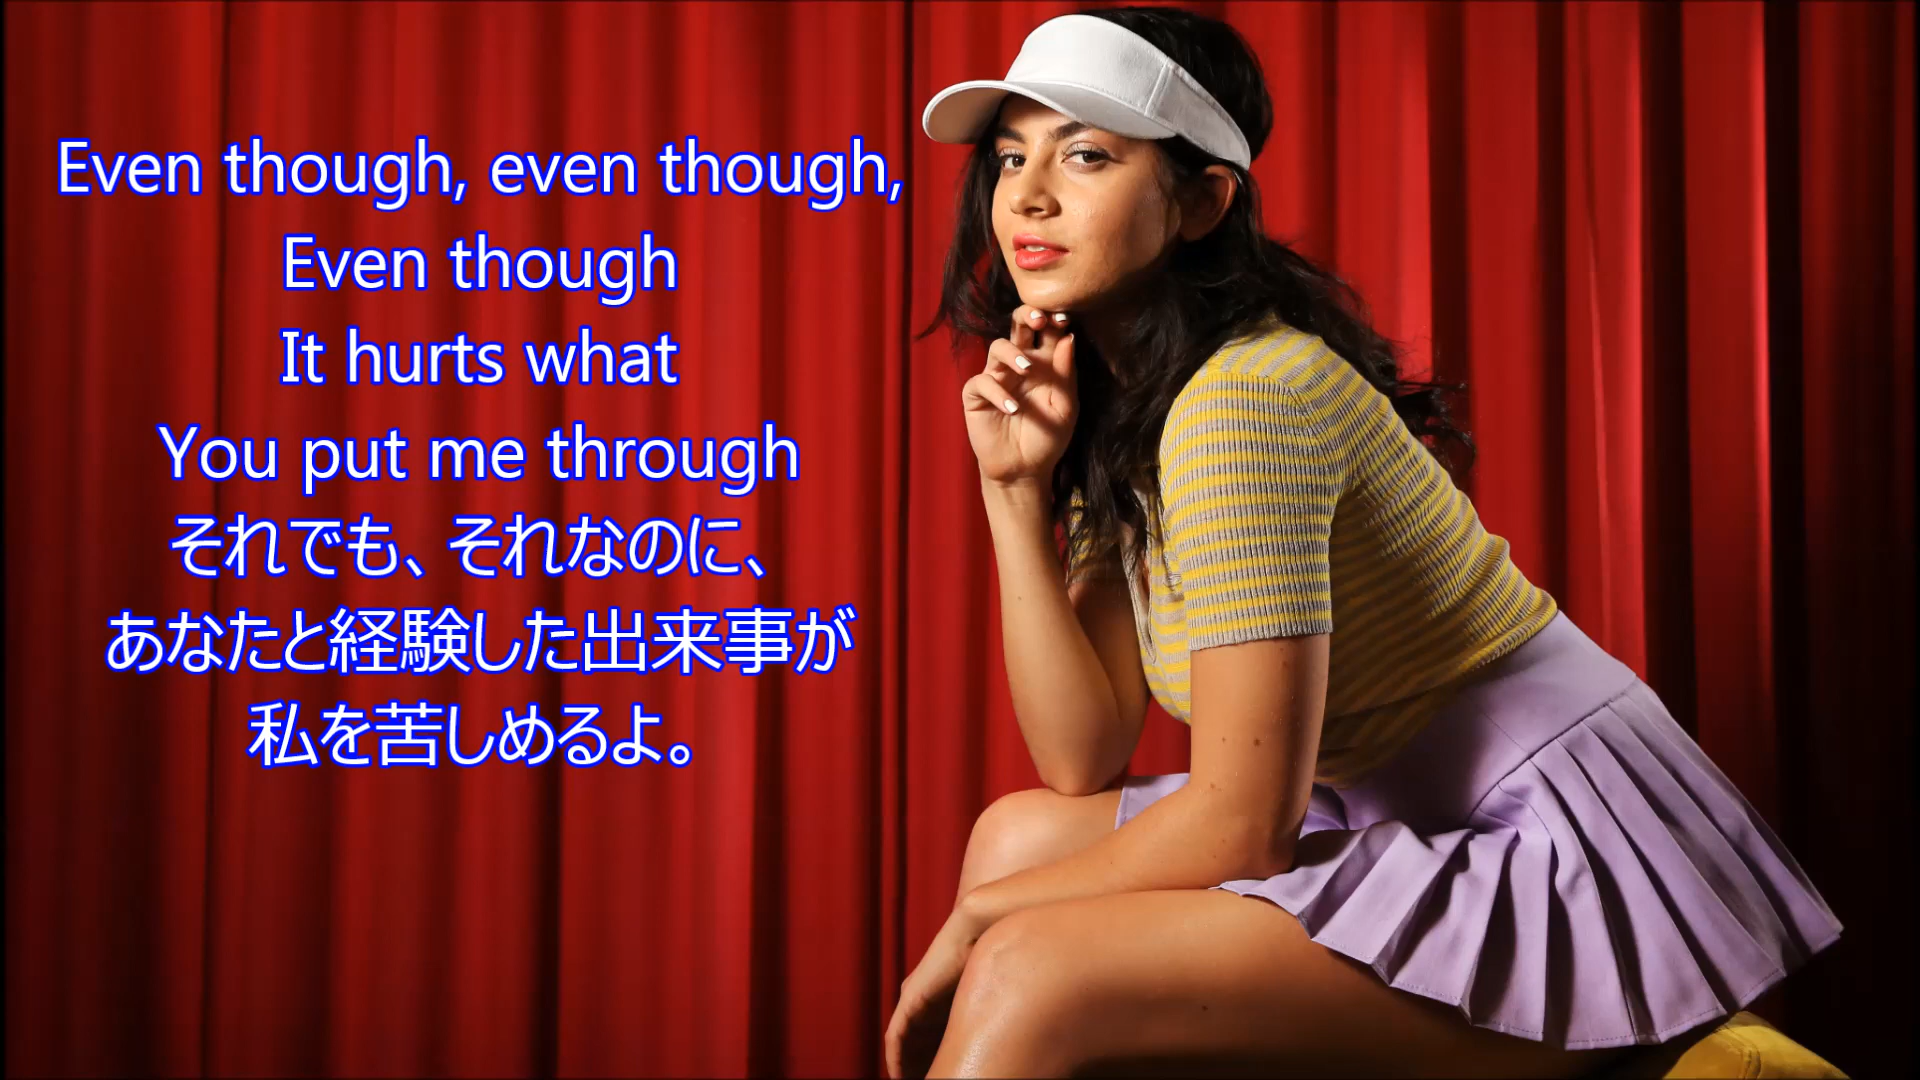 Even though, even though,
Even though
It hurts what
You put me through
それでも、それなのに、
あなたと経験した出来事が
私を苦しめるよ。